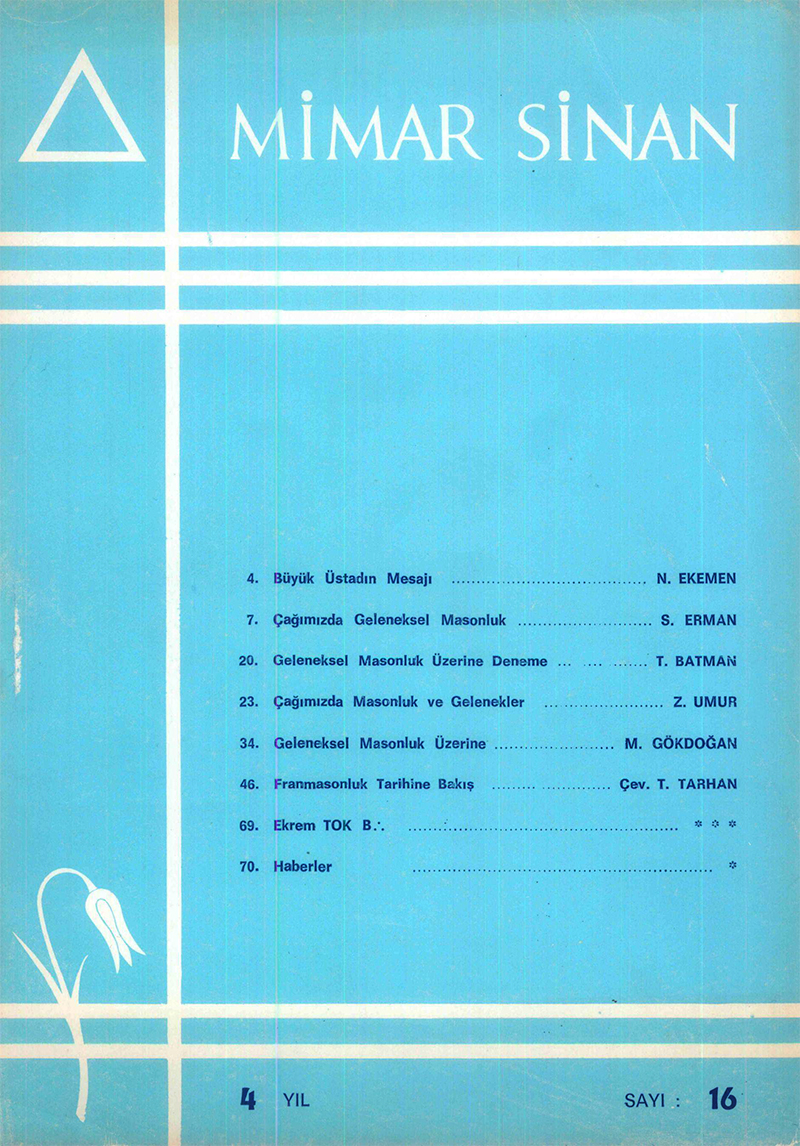 MİMAR SİNAN
4. Büyük Üstadın Mesajı ........................................ N. EKEMEN
7. Çağımızda Geleneksel Masonluk ........................... S. ERMAN
20. Geleneksel Masonluk Üzerine Deneme ... .... ....... T. BATMAN
23. Çağımızda Masonluk ve Gelenekler ........................ Z. UMUR
34. Geleneksel Masonluk Üzerine ........................ M. GÖKDOĞAN
46. Franmasonluk Tarihine Bakış ........................ Çev. T. TARHAN
69. Ekrem TOK B∴ ........................................................ * * *
70. Haberler .............................................................. *
4 YIL SAYI : 16